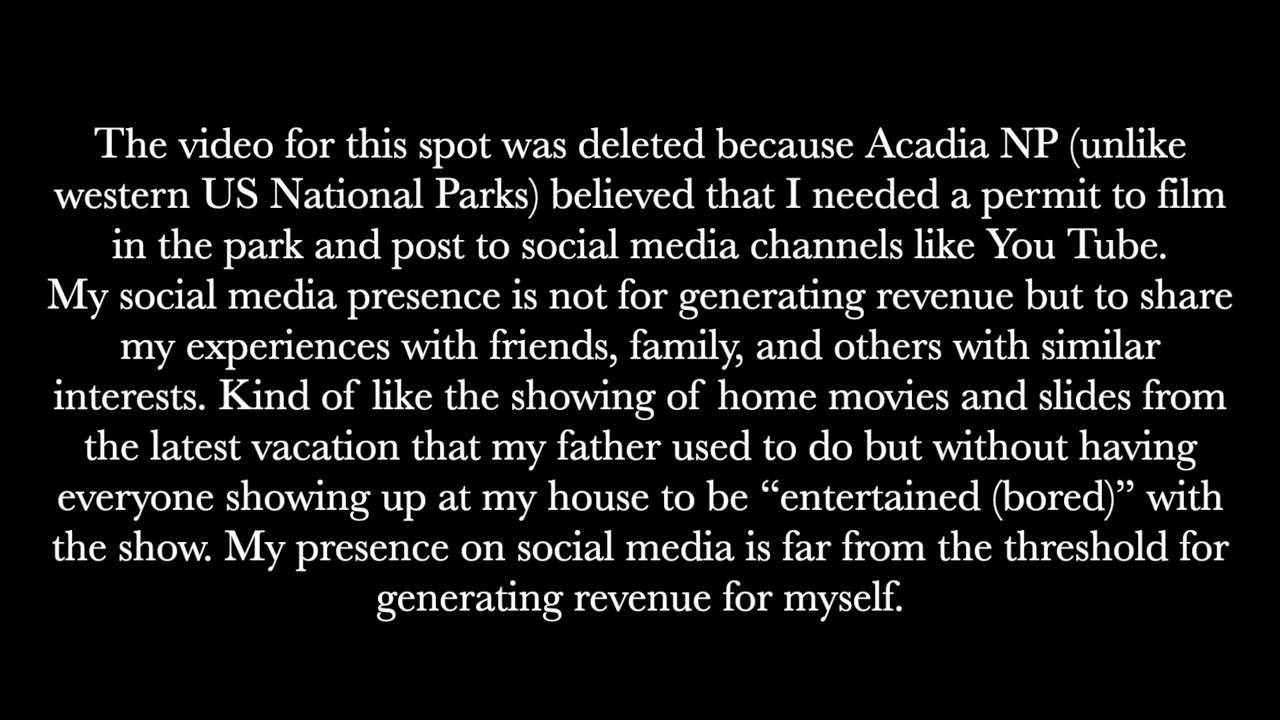 The video for this spot was deleted because Acadia NP (unlike
western US National Parks) believed that I needed a permit to film
in the park and post to social media channels like You Tube.
My social media presence is not for generating revenue but to share
my experiences with friends, family, and others with similar
interests. Kind of like the showing of home movies and slides from
the latest vacation that my father used to do but without having
everyone showing up at my house to be “entertained (bored)” with
the show. My presence on social media is far from the threshold for
generating revenue for myself.